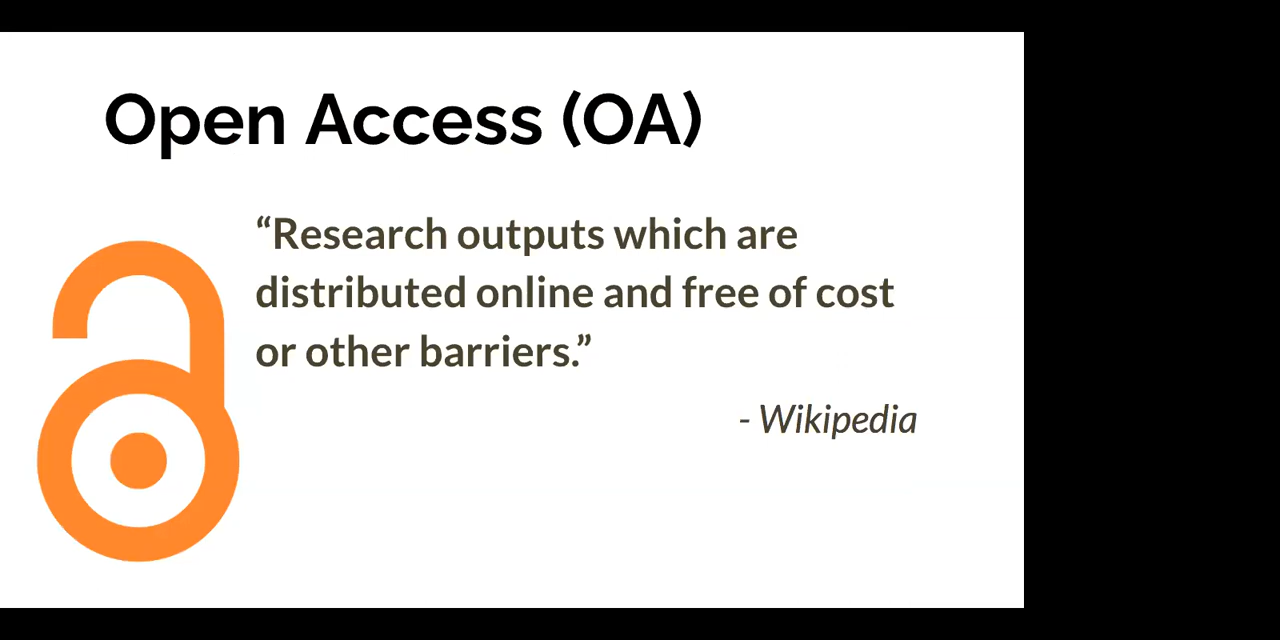 Open Access (OA)
“Research outputs which are
distributed online and free of cost
or other barriers.”
- Wikipedia